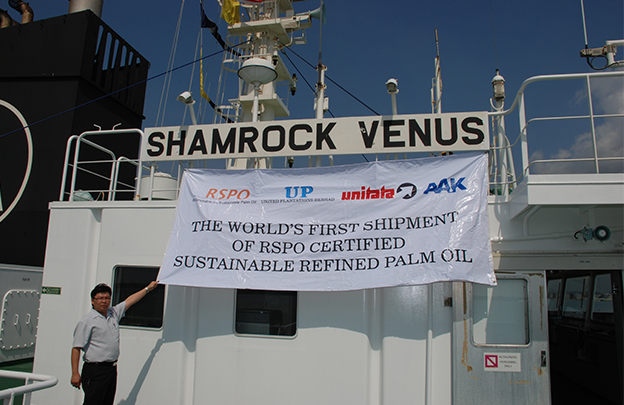 SHAMROCK VENUS
RSPO UP unitata AAK
UNITED PLANTATIONS BERHAD
THE WORLD'S FIRST SHIPMENT
OF RSPO CERTIFIED
SUSTAINABLE REFINED PALM OIL